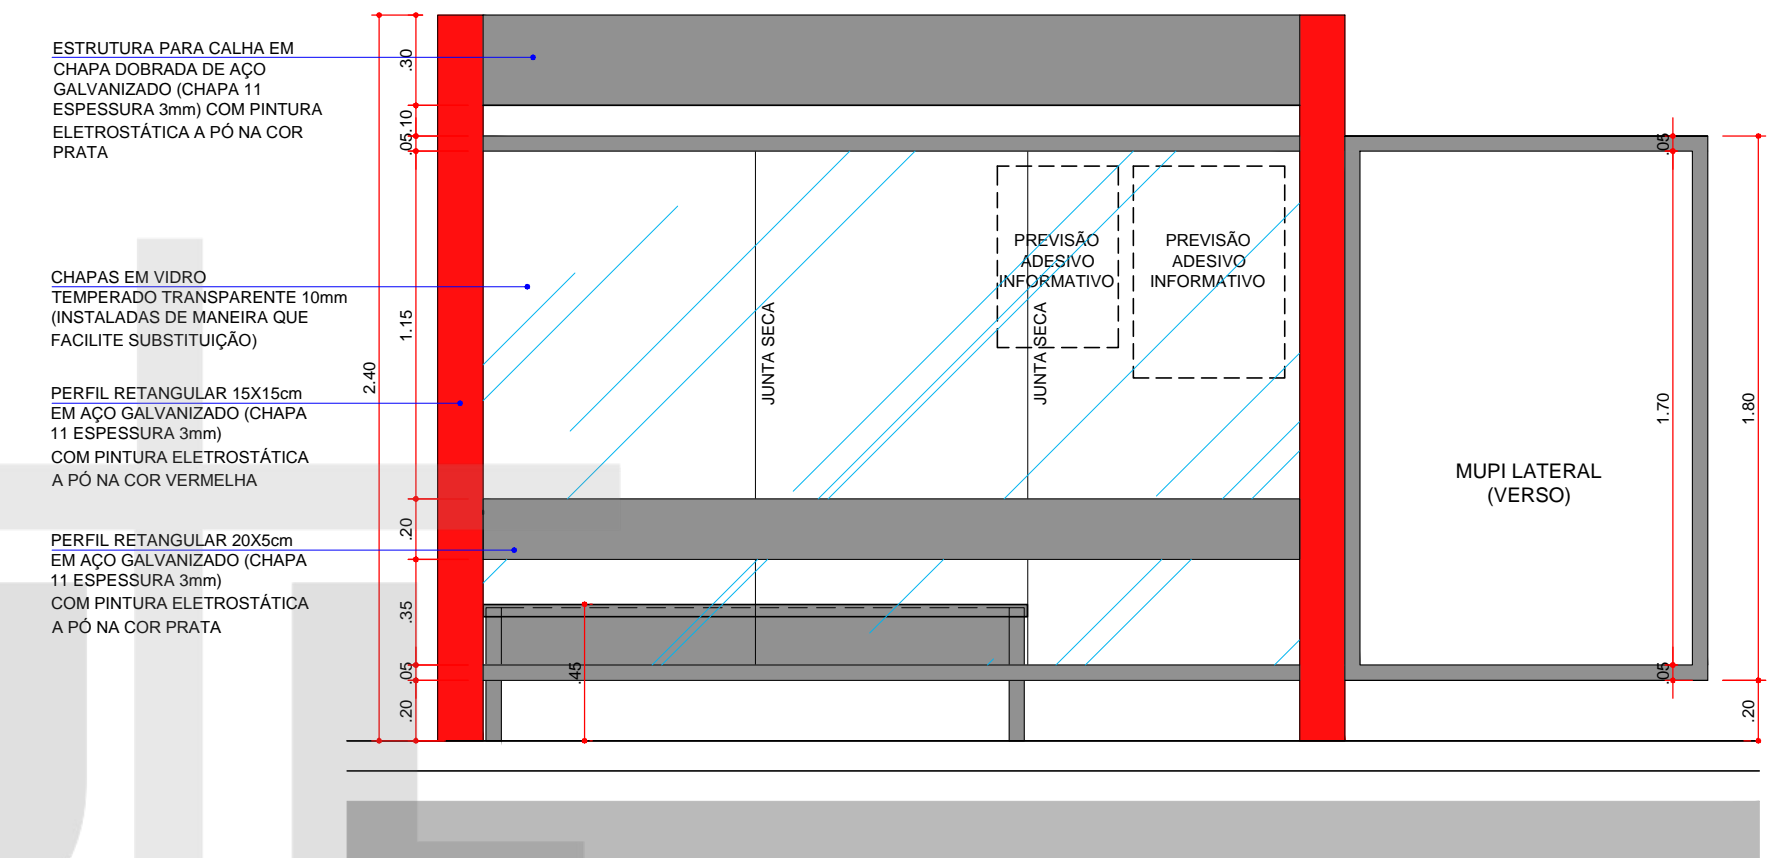 ESTRUTURA PARA CALHA EM
CHAPA DOBRADA DE AÇO
GALVANIZADO (CHAPA 11
ESPESSURA 3mm) COM PINTURA
ELETROSTÁTICA A PÓ NA COR
PRATA
CHAPAS EM VIDRO
TEMPERADO TRANSPARENTE 10mm
(INSTALADAS DE MANEIRA QUE
FACILITE SUBSTITUIÇÃO)
PERFIL RETANGULAR 15X15cm
EM AÇO GALVANIZADO (CHAPA
11 ESPESSURA 3mm)
COM PINTURA ELETROSTÁTICA
A PÓ NA COR VERMELHA
PERFIL RETANGULAR 20X5cm
EM AÇO GALVANIZADO (CHAPA
11 ESPESSURA 3mm)
COM PINTURA ELETROSTÁTICA
A PÓ NA COR PRATA
2.40
.30
.10
.05
1.15
.20
.35
.05
.20
.45
JUNTA SECA
JUNTA SECA
PREVISÃO
ADESIVO
INFORMATIVO
PREVISÃO
ADESIVO
INFORMATIVO
MUPI LATERAL
(VERSO)
.05
1.70
.05
1.80
.20